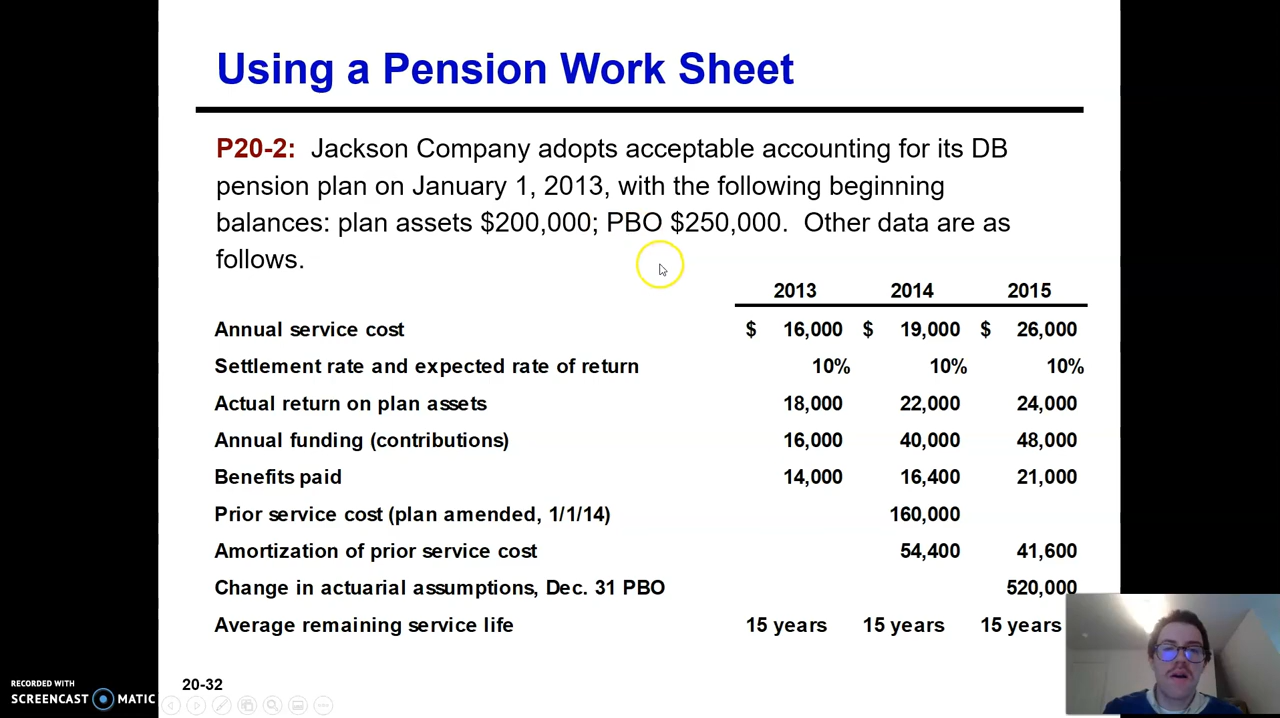 Using a Pension Work Sheet
P20-2: Jackson Company adopts acceptable accounting for its DB
pension plan on January 1, 2013, with the following beginning
balances: plan assets $200,000; PBO $250,000. Other data are as
follows.
2013 2014 2015
Annual service cost $ 16,000 $ 19,000 $ 26,000
Settlement rate and expected rate of return 10% 10% 10%
Actual return on plan assets 18,000 22,000 24,000
Annual funding (contributions) 16,000 40,000 48,000
Benefits paid 14,000 16,400 21,000
Prior service cost (plan amended, 1/1/14) 160,000
Amortization of prior service cost 54,400 41,600
Change in actuarial assumptions, Dec. 31 PBO 520,000
Average remaining service life 15 years 15 years 15 years
20-32
RECORDED WITH
SCREENCAST MATIC